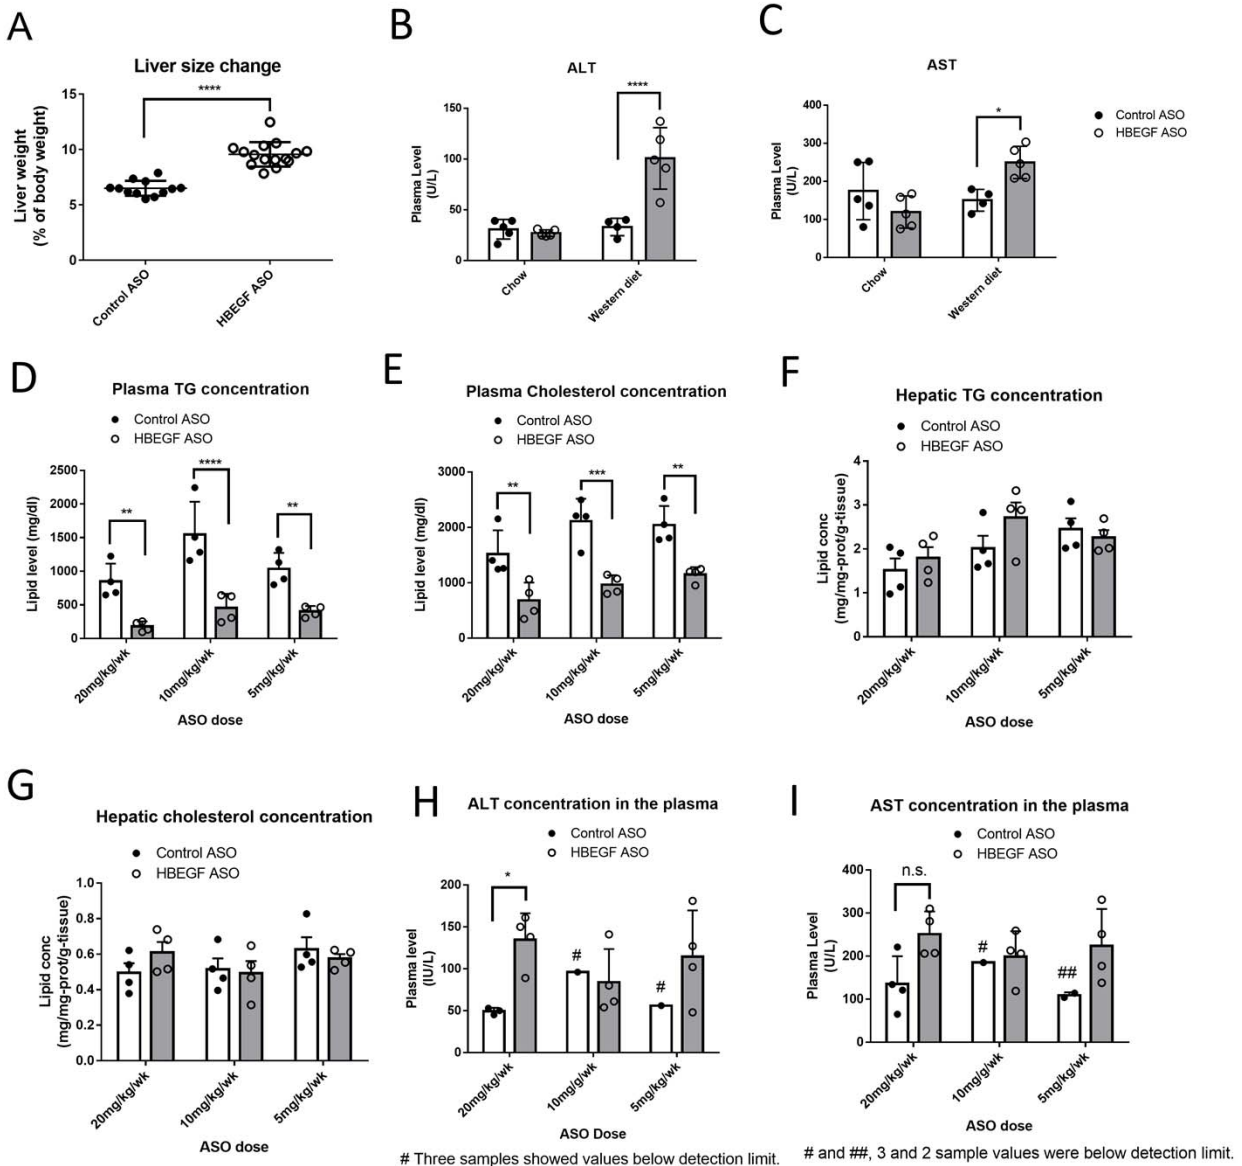 A
Liver size change
****
15
10
5
0
Liver weight
(% of body weight)
Control ASO
HBEGF ASO
B
ALT
****
150
100
50
0
Plasma Level
(U/L)
Chow
Western diet
C
AST
*
400
300
200
100
0
Plasma Level
(U/L)
Chow
Western diet
Control ASO
HBEGF ASO
D
Plasma TG concentration
Control ASO
HBEGF ASO
2500
2000
1500
1000
500
0
Lipid level (mg/dl)
**
****
**
20mg/kg/wk
10mg/kg/wk
5mg/kg/wk
ASO dose
E
Plasma Cholesterol concentration
Control ASO
HBEGF ASO
3000
2000
1000
0
Lipid level (mg/dl)
**
***
**
20mg/kg/wk
10mg/kg/wk
5mg/kg/wk
ASO dose
F
Hepatic TG concentration
Control ASO
HBEGF ASO
4
3
2
1
0
Lipid conc
(mg/mg-prot/g-tissue)
20mg/kg/wk
10mg/kg/wk
5mg/kg/wk
ASO dose
G
Hepatic cholesterol concentration
Control ASO
HBEGF ASO
1.0
0.8
0.6
0.4
0.2
0.0
Lipid conc
(mg/mg-prot/g-tissue)
20mg/kg/wk
10mg/kg/wk
5mg/kg/wk
ASO dose
H
ALT concentration in the plasma
Control ASO
HBEGF ASO
200
150
100
50
0
Plasma level
(IU/L)
*
#
#
20mg/kg/wk
10mg/g/wk
5mg/kg/wk
ASO Dose
# Three samples showed values below detection limit.
I
AST concentration in the plasma
Control ASO
HBEGF ASO
400
300
200
100
0
Plasma Level
(U/L)
n.s.
#
##
20mg/kg/wk
10mg/g/wk
5mg/kg/wk
ASO dose
# and ##, 3 and 2 sample values were below detection limit.